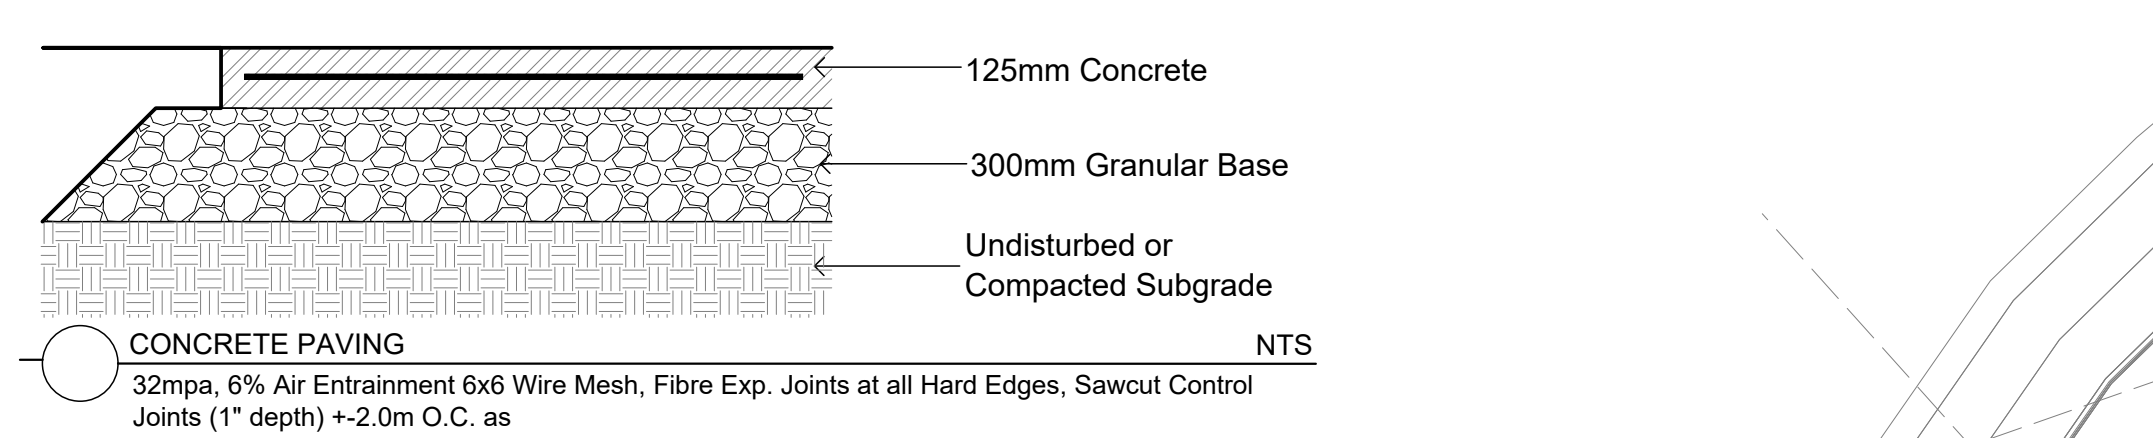 125mm Concrete
300mm Granular Base
Undisturbed or
Compacted Subgrade
CONCRETE PAVING
NTS
32mpa, 6% Air Entrainment 6x6 Wire Mesh, Fibre Exp. Joints at all Hard Edges, Sawcut Control
Joints (1" depth) +-2.0m O.C. as